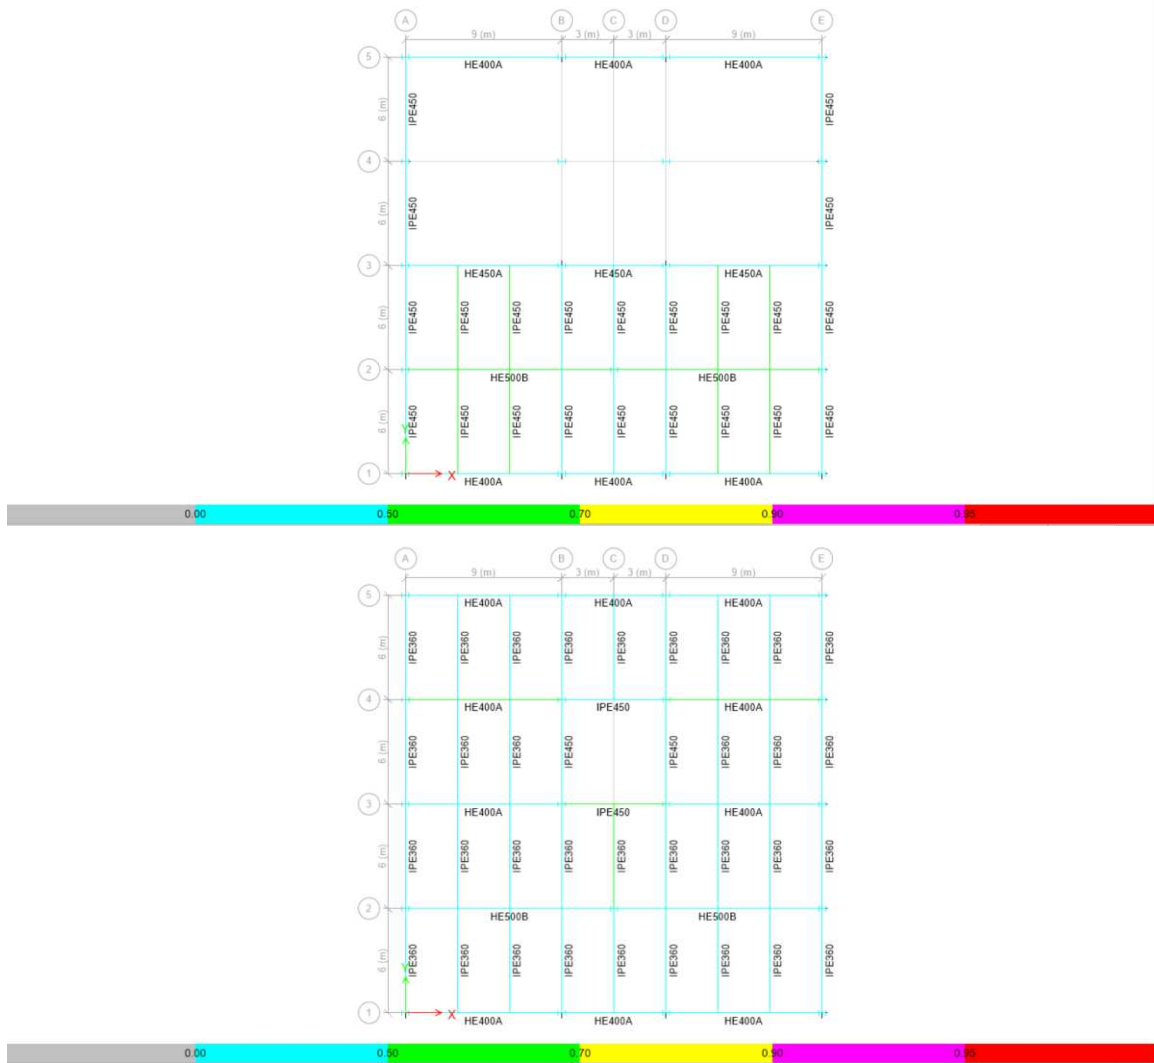 A B C D E
9 (m) 3 (m) 3 (m) 9 (m)
5
HE400A HE400A HE400A
6 (m) IPE450 IPE450
4
6 (m) IPE450 IPE450
3
HE450A HE450A HE450A
6 (m) IPE450 IPE450 IPE450 IPE450 IPE450 IPE450 IPE450 IPE450 IPE450
2
HE500B HE500B
6 (m) IPE450 IPE450 IPE450 IPE450 IPE450 IPE450 IPE450 IPE450 IPE450
Y
1 X
HE400A HE400A HE400A
0.00 0.50 0.70 0.90 0.95
A B C D E
9 (m) 3 (m) 3 (m) 9 (m)
5
HE400A HE400A HE400A
6 (m) IPE360 IPE360 IPE360 IPE360 IPE360 IPE360 IPE360 IPE360 IPE360
4
HE400A IPE450 HE400A
6 (m) IPE360 IPE360 IPE360 IPE450 IPE450 IPE360 IPE360 IPE360
3
HE400A IPE450 HE400A
6 (m) IPE360 IPE360 IPE360 IPE360 IPE360 IPE360 IPE360 IPE360 IPE360
2
HE500B HE500B
6 (m) IPE360 IPE360 IPE360 IPE360 IPE360 IPE360 IPE360 IPE360 IPE360
Y
1 X
HE400A HE400A HE400A
0.00 0.50 0.70 0.90 0.95